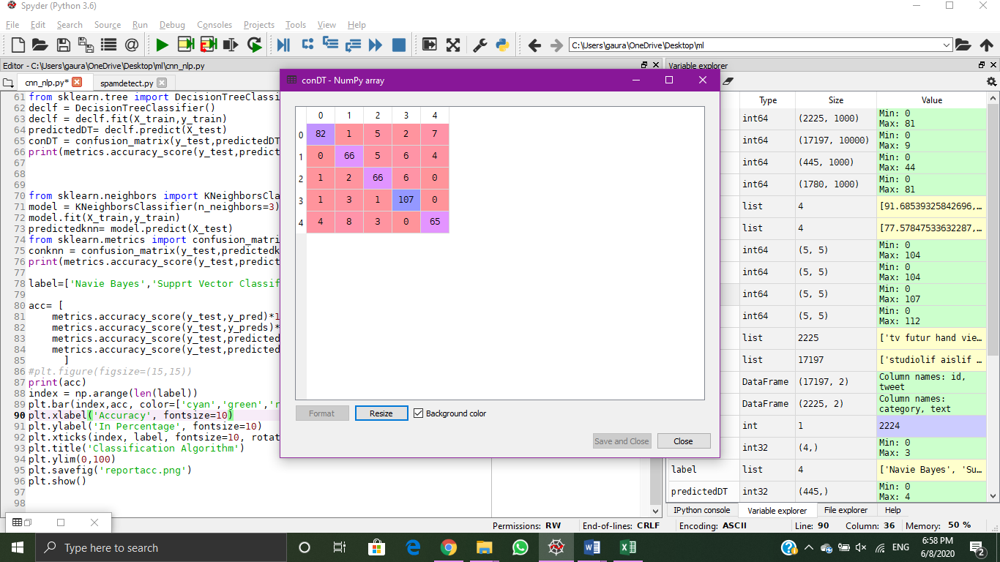 Spyder (Python 3.6)
File Edit Search Source Run Debug Consoles Projects Tools View Help
C:\Users\gaura\OneDrive\Desktop\ml
Editor - C:\Users\gaura\OneDrive\Desktop\ml\cnn_nlp.py
Variable explorer
cnn_nlp.py* spamdetect.py
61 from sklearn.tree import DecisionTreeClassi
62 declf = DecisionTreeClassifier()
63 declf = declf.fit(X_train,y_train)
64 predictedDT= declf.predict(X_test)
65 conDT = confusion_matrix(y_test,predictedDT
66 print(metrics.accuracy_score(y_test,predict
67
68
69
70 from sklearn.neighbors import KNeighborsCla
71 model = KNeighborsClassifier(n_neighbors=3)
72 model.fit(X_train,y_train)
73 predictedknn= model.predict(X_test)
74 from sklearn.metrics import confusion_matri
75 conknn = confusion_matrix(y_test,predictedk
76 print(metrics.accuracy_score(y_test,predict
77
78 label=['Navie Bayes','Supprt Vector Classif
79
80 acc= [
81 metrics.accuracy_score(y_test,y_pred)*1
82 metrics.accuracy_score(y_test,y_preds)*
83 metrics.accuracy_score(y_test,predicted
84 metrics.accuracy_score(y_test,predicted
85 ]
86 #plt.figure(figsize=(15,15))
87 print(acc)
88 index = np.arange(len(label))
89 plt.bar(index,acc, color=['cyan','green','r
90 plt.xlabel('Accuracy', fontsize=10)
91 plt.ylabel('In Percentage', fontsize=10)
92 plt.xticks(index, label, fontsize=10, rotat
93 plt.title('Classification Algorithm')
94 plt.ylim(0,100)
95 plt.savefig('reportacc.png')
96 plt.show()
97
98
conDT - NumPy array
0 1 2 3 4
0 82 1 5 2 7
1 0 66 5 6 4
2 1 2 66 6 0
3 1 3 1 107 0
4 4 8 3 0 65
Format Resize Background color
Save and Close Close
Type Size Value
int64 (2225, 1000) Min: 0
Max: 81
int64 (17197, 10000) Min: 0
Max: 9
int64 (445, 1000) Min: 0
Max: 44
int64 (1780, 1000) Min: 0
Max: 81
list 4 [91.68539325842696,…
list 4 [77.57847533632287,…
int64 (5, 5) Min: 0
Max: 104
int64 (5, 5) Min: 0
Max: 104
int64 (5, 5) Min: 0
Max: 107
int64 (5, 5) Min: 0
Max: 112
list 2225 ['tv futur hand vie…
list 17197 ['studiolif aislif …
DataFrame (17197, 2) Column names: id,
tweet
DataFrame (2225, 2) Column names:
category, text
int 1 2224
int32 (4,) Min: 0
Max: 3
label list 4 ['Navie Bayes', 'Su…
predictedDT int32 (445,) Min: 0
Max: 4
IPython console Variable explorer File explorer Help
Permissions: RW End-of-lines: CRLF Encoding: ASCII Line: 90 Column: 36 Memory: 50 %
Type here to search
ENG
6:58 PM
6/8/2020
2